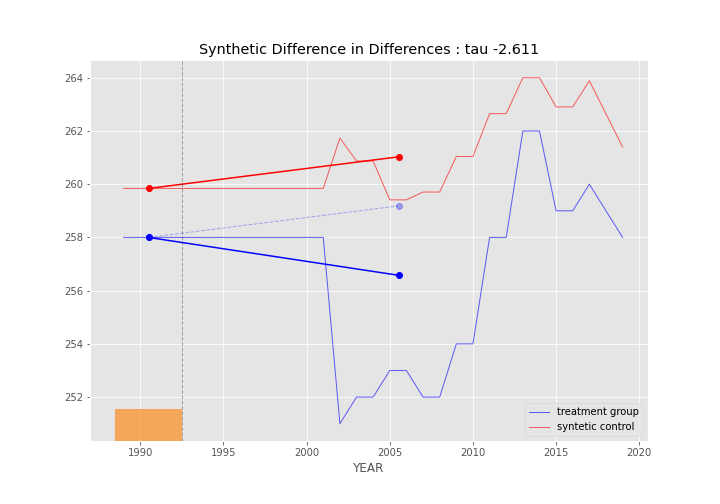 Synthetic Difference in Differences : tau -2.611
264
262
260
258
256
254
252
treatment group
syntetic control
1990 1995 2000 2005 2010 2015 2020
YEAR